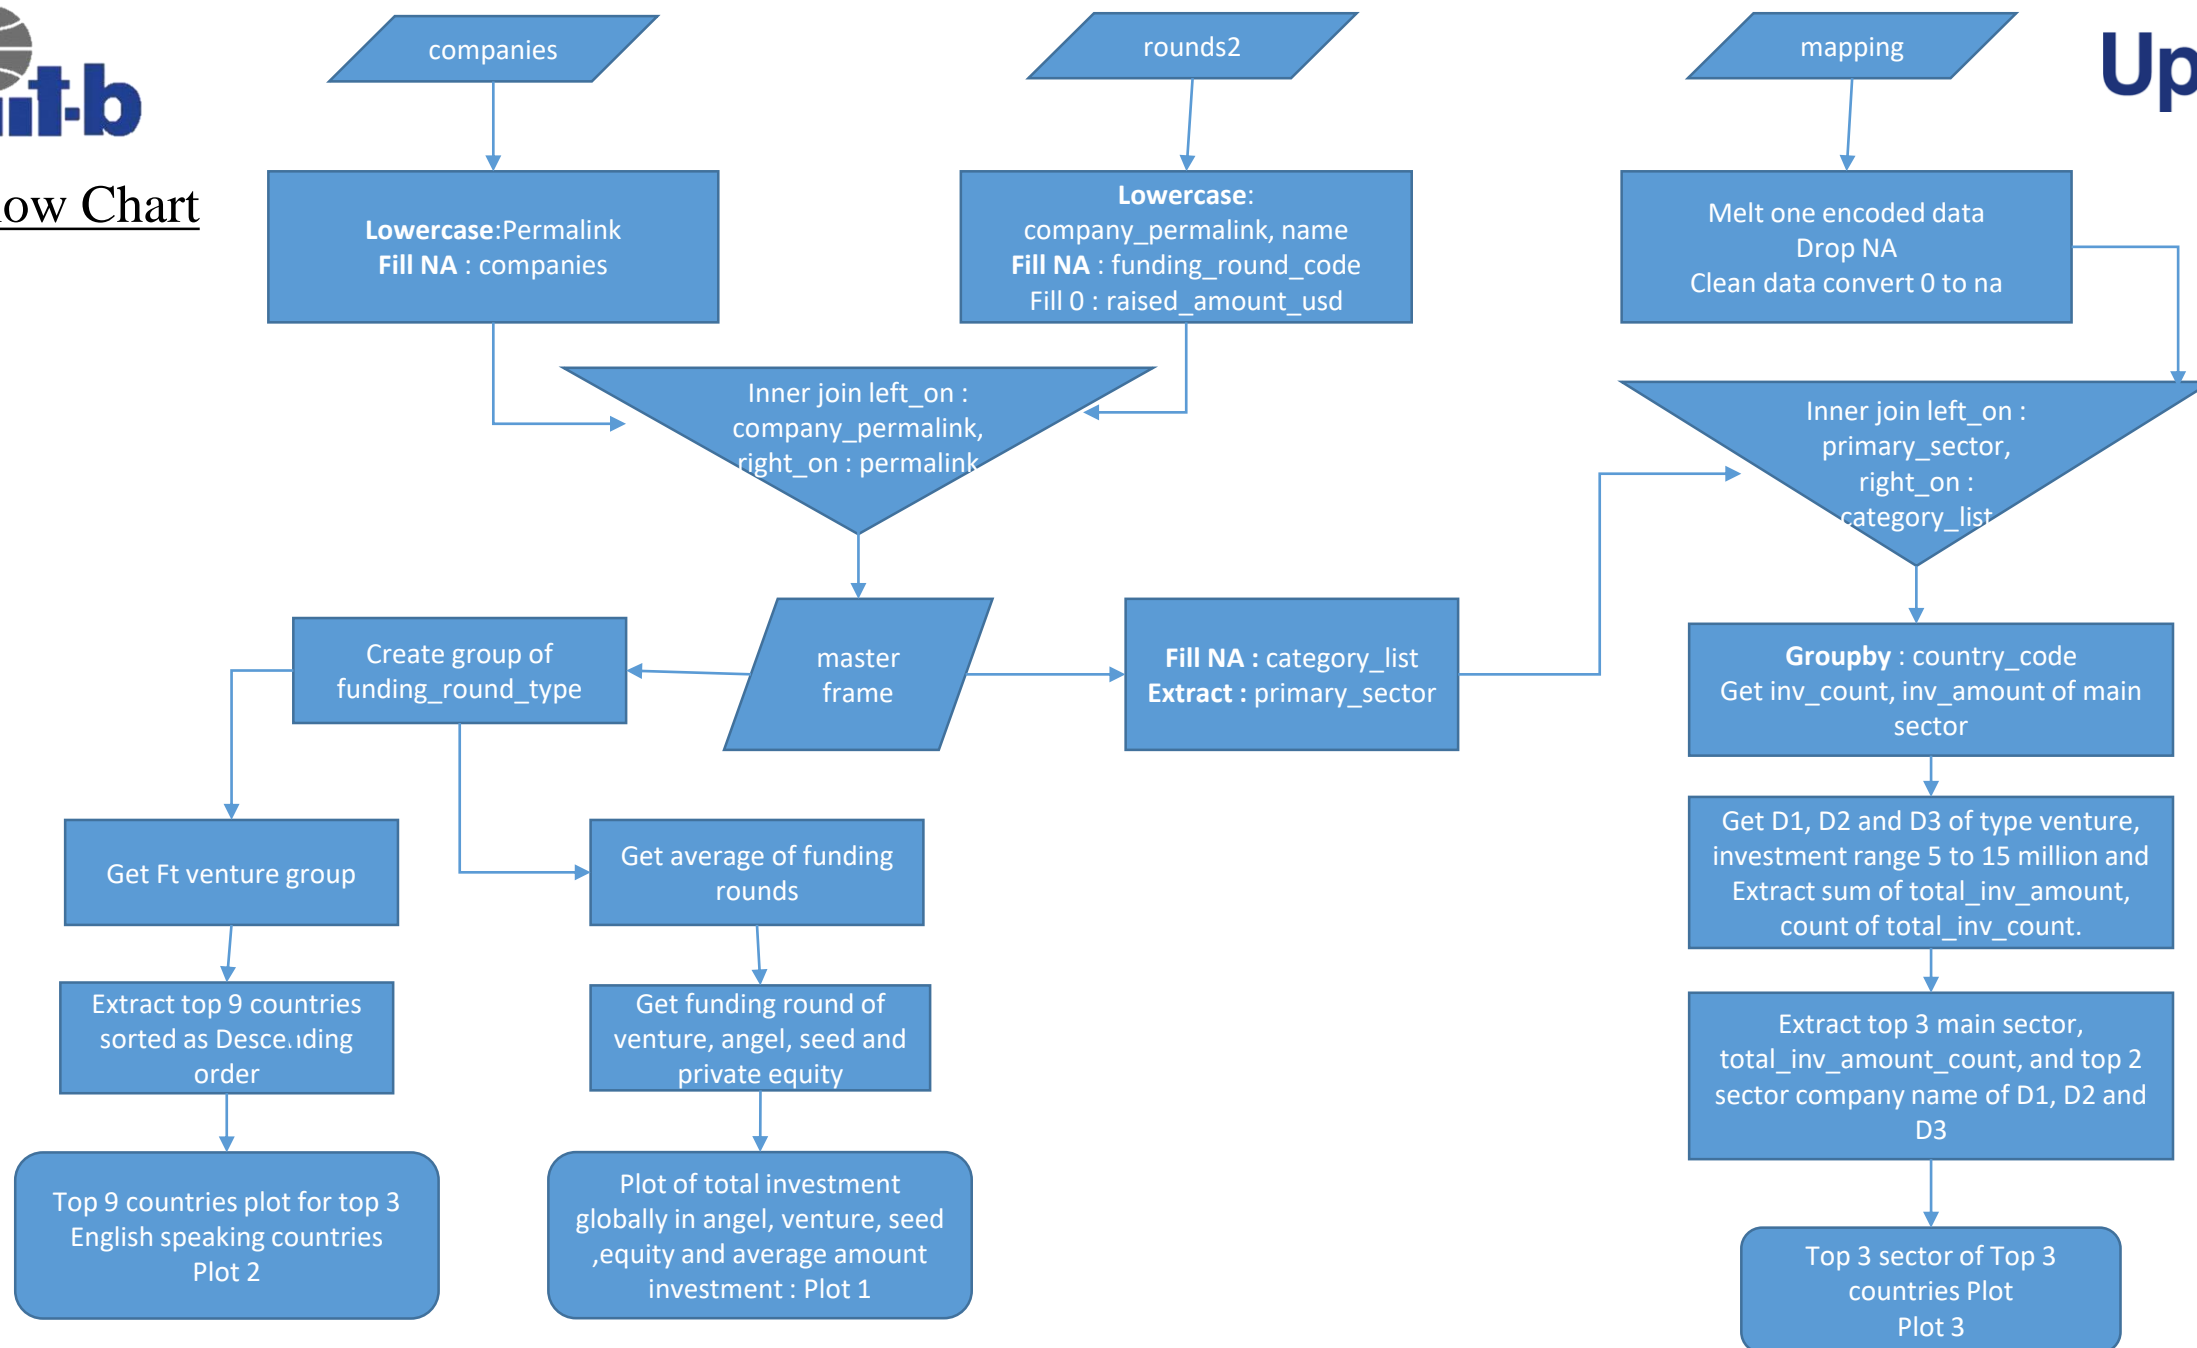 companies
rounds2
mapping
Up
it-b
low Chart
Lowercase:Permalink
Fill NA : companies
Lowercase:
company_permalink, name
Fill NA : funding_round_code
Fill 0 : raised_amount_usd
Melt one encoded data
Drop NA
Clean data convert 0 to na
Inner join left_on :
company_permalink,
right_on : permalink
Inner join left_on :
primary_sector,
right_on :
category_list
Create group of
funding_round_type
master
frame
Fill NA : category_list
Extract : primary_sector
Groupby : country_code
Get inv_count, inv_amount of main
sector
Get Ft venture group
Get average of funding
rounds
Get D1, D2 and D3 of type venture,
investment range 5 to 15 million and
Extract sum of total_inv_amount,
count of total_inv_count.
Extract top 9 countries
sorted as Descending
order
Get funding round of
venture, angel, seed and
private equity
Extract top 3 main sector,
total_inv_amount_count, and top 2
sector company name of D1, D2 and
D3
Top 9 countries plot for top 3
English speaking countries
Plot 2
Plot of total investment
globally in angel, venture, seed
,equity and average amount
investment : Plot 1
Top 3 sector of Top 3
countries Plot
Plot 3